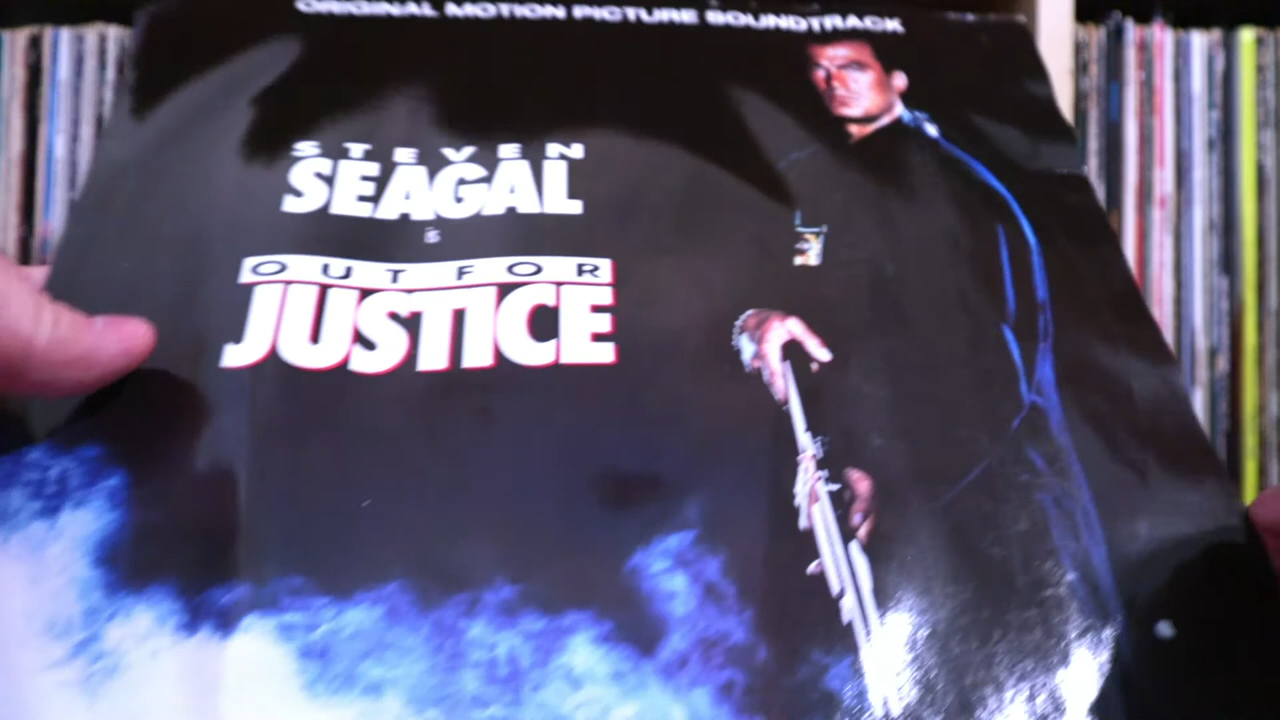 ORIGINAL MOTION PICTURE SOUNDTRACK
STEVEN
SEAGAL
is
OUT FOR
JUSTICE